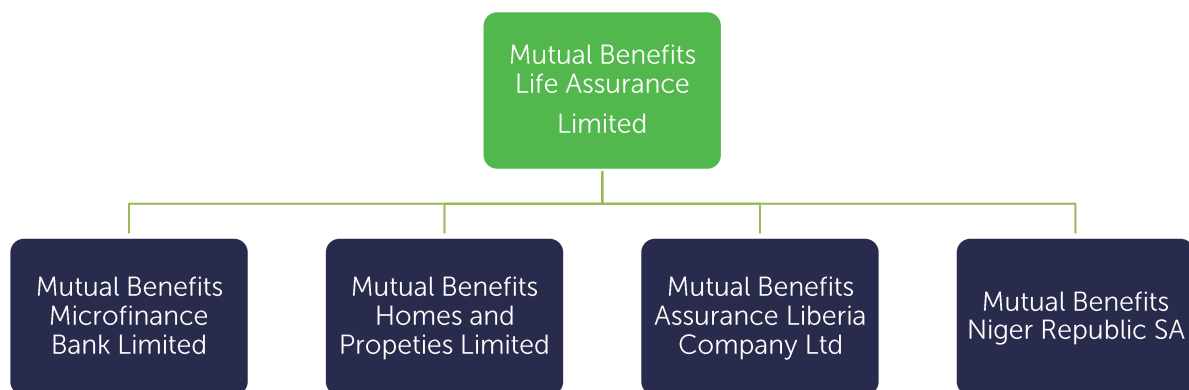 Mutual Benefits
Life Assurance
Limited
Mutual Benefits
Microfinance
Bank Limited
Mutual Benefits
Homes and
Propeties Limited
Mutual Benefits
Assurance Liberia
Company Ltd
Mutual Benefits
Niger Republic SA